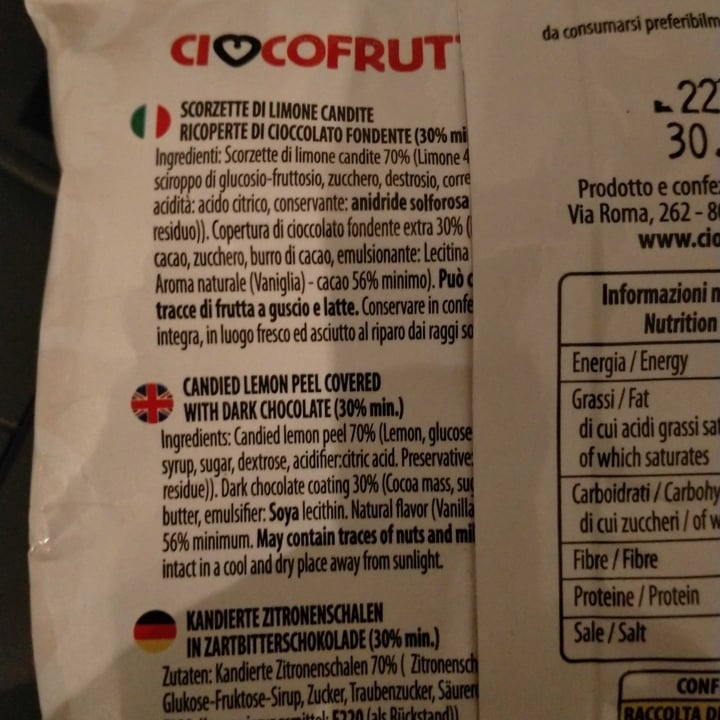 CIOCOFRUT
SCORZETTE DI LIMONE CANDITE
RICOPERTE DI CIOCCOLATO FONDENTE (30% mi
Ingredienti: Scorzette di limone candite 70% (Limone 4
sciroppo di glucosio-fruttosio, zucchero, destrosio, corre
acidità: acido citrico, conservante: anidride solforosa
residuo)). Copertura di cioccolato fondente extra 30% (
cacao, zucchero, burro di cacao, emulsionante: Lecitina
Aroma naturale (Vaniglia) - cacao 56% minimo). Può
tracce di frutta a guscio e latte. Conservare in confe
integra, in luogo fresco ed asciutto al riparo dai raggi so
CANDIED LEMON PEEL COVERED
WITH DARK CHOCOLATE (30% min.)
Ingredients: Candied lemon peel 70% (Lemon, glucose
syrup, sugar, dextrose, acidifier:citric acid. Preservative:
residue)). Dark chocolate coating 30% (Cocoa mass, su
butter, emulsifier: Soya lecithin. Natural flavor (Vanilla
56% minimum. May contain traces of nuts and mil
intact in a cool and dry place away from sunlight.
KANDIERTE ZITRONENSCHALEN
IN ZARTBITTERSCHOKOLADE (30% min.)
Zutaten: Kandierte Zitronenschalen 70% ( Zitronensch
Glukose-Fruktose-Sirup, Zucker, Traubenzucker, Säuren
E220 (als Rückstand))
da consumarsi preferibilm
L 22
30.
Prodotto e confe
Via Roma, 262 - 8
www.cio
Informazioni n
Nutrition
Energia / Energy
Grassi / Fat
di cui acidi grassi sat
of which saturates
Carboidrati / Carbohy
di cui zuccheri / of w
Fibre / Fibre
Proteine / Protein
Sale / Salt
CONF
RACCOLTA D